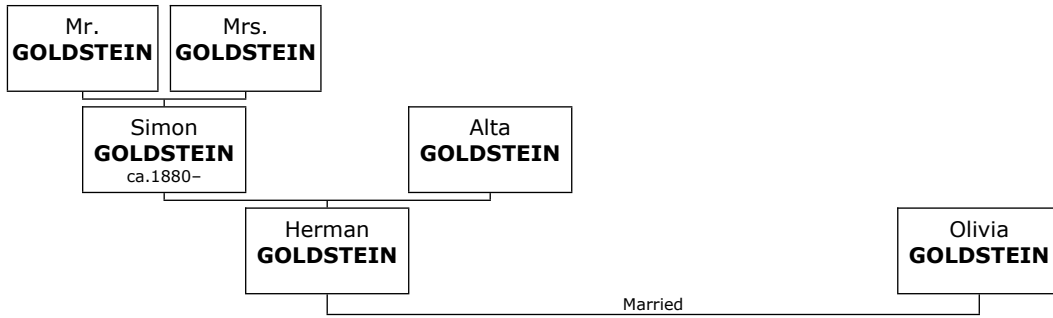 Mr.
GOLDSTEIN
Mrs.
GOLDSTEIN
Simon
GOLDSTEIN
ca.1880–
Alta
GOLDSTEIN
Herman
GOLDSTEIN
Olivia
GOLDSTEIN
Married